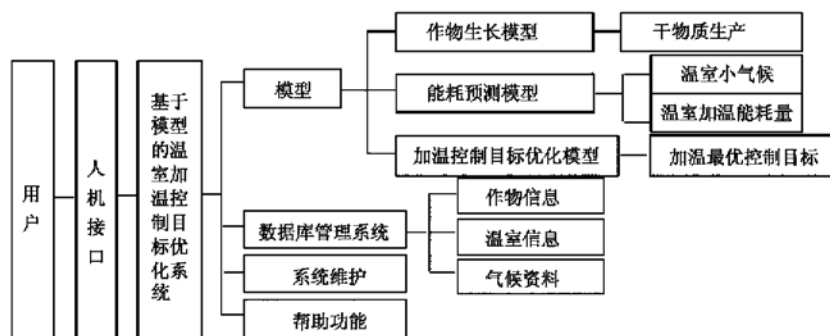 用户
人机接口
基于模型的温室加温控制目标优化系统
模型
作物生长模型
干物质生产
能耗预测模型
温室小气候
温室加温能耗量
加温控制目标优化模型
加温最优控制目标
数据库管理系统
作物信息
温室信息
气候资料
系统维护
帮助功能